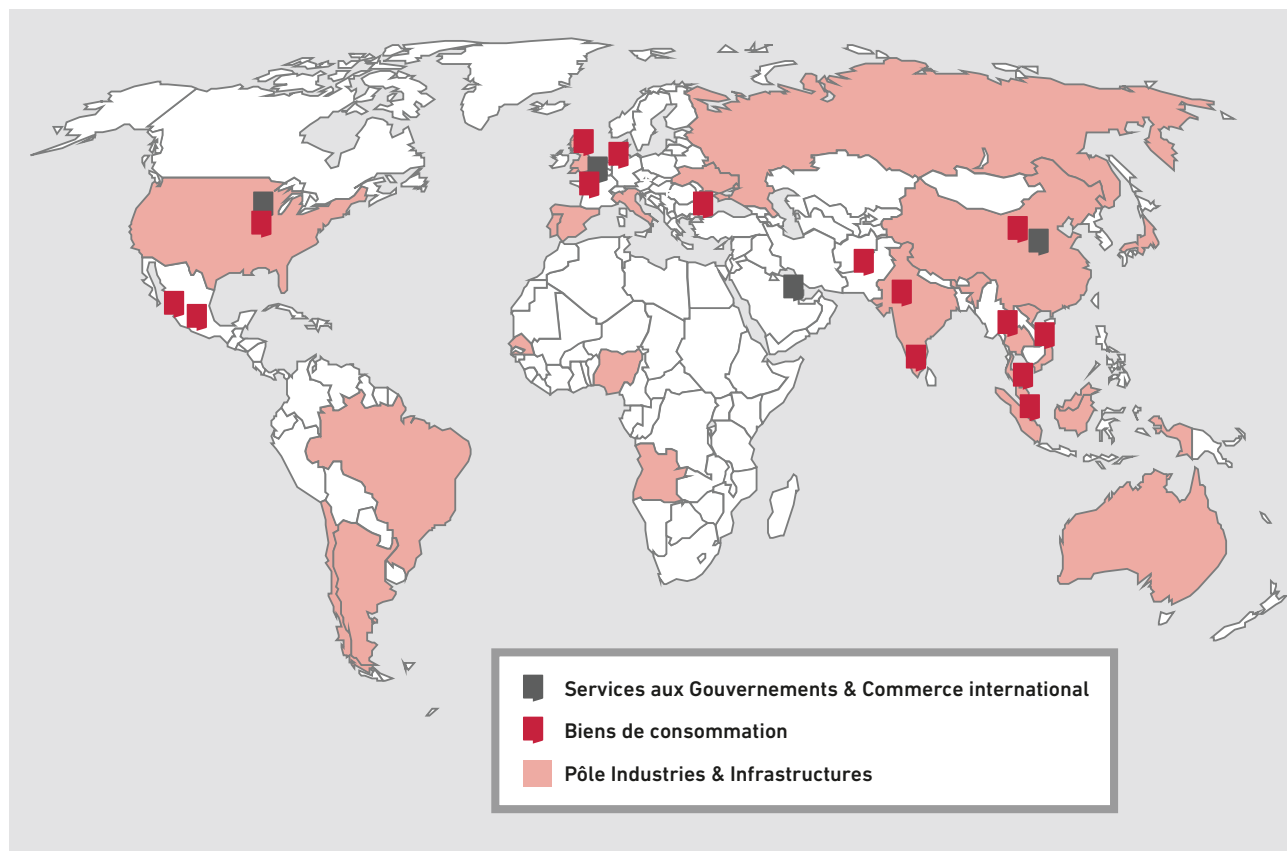 Services aux Gouvernements & Commerce international
Biens de consommation
Pôle Industries & Infrastructures